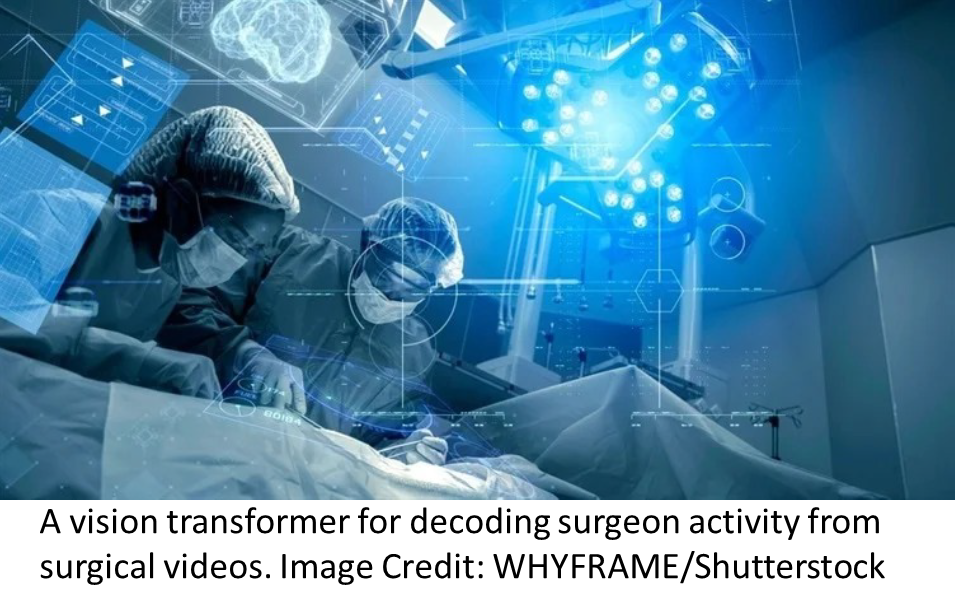 A vision transformer for decoding surgeon activity from
surgical videos. Image Credit: WHYFRAME/Shutterstock